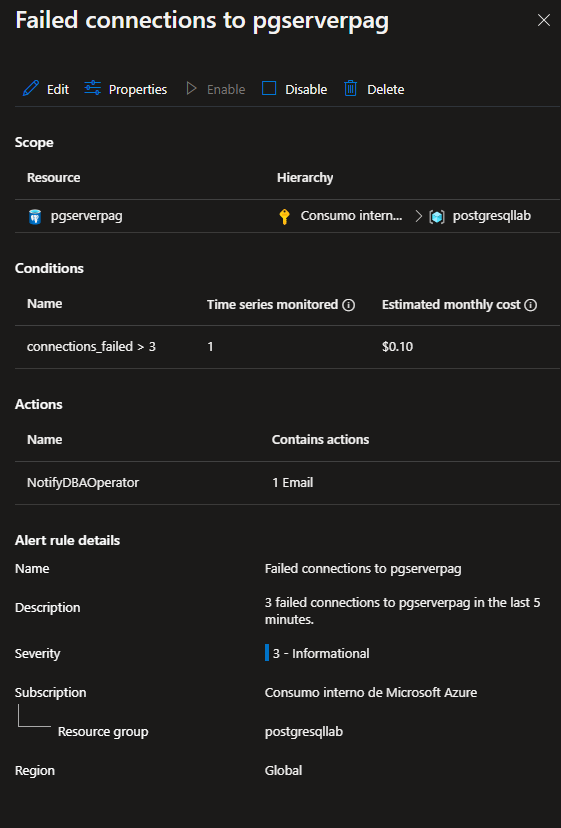 Failed connections to pgserverpag
Edit Properties Enable Disable Delete
Scope
Resource Hierarchy
pgserverpag Consumo intern... postgresqllab
Conditions
Name Time series monitored Estimated monthly cost
connections_failed > 3 1 $0.10
Actions
Name Contains actions
NotifyDBAOperator 1 Email
Alert rule details
Name Failed connections to pgserverpag
Description 3 failed connections to pgserverpag in the last 5
minutes.
Severity 3 - Informational
Subscription Consumo interno de Microsoft Azure
Resource group postgresqllab
Region Global